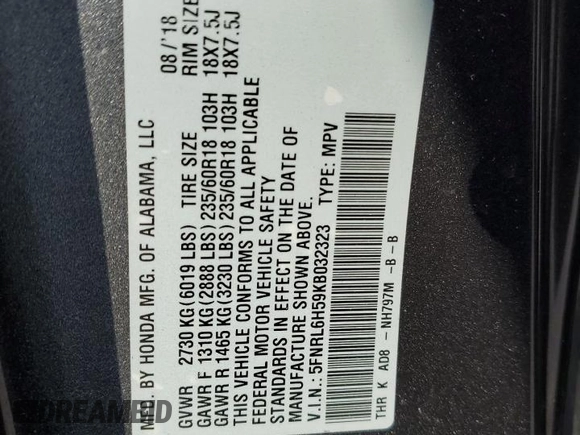 MFD. BY HONDA MFG. OF ALABAMA, LLC 08/'18
GVWR 2730 KG (6019 LBS) TIRE SIZE RIM SIZE
GAWR F 1310 KG (2888 LBS) 235/60R18 103H 18X7.5J
GAWR R 1465 KG (3230 LBS) 235/60R18 103H 18X7.5J
THIS VEHICLE CONFORMS TO ALL APPLICABLE
FEDERAL MOTOR VEHICLE SAFETY
STANDARDS IN EFFECT ON THE DATE OF
MANUFACTURE SHOWN ABOVE.
V.I.N.: 5FNRL6H59KB032323 TYPE: MPV
THR K AD8 - NH797M -B -B
DREAMBID